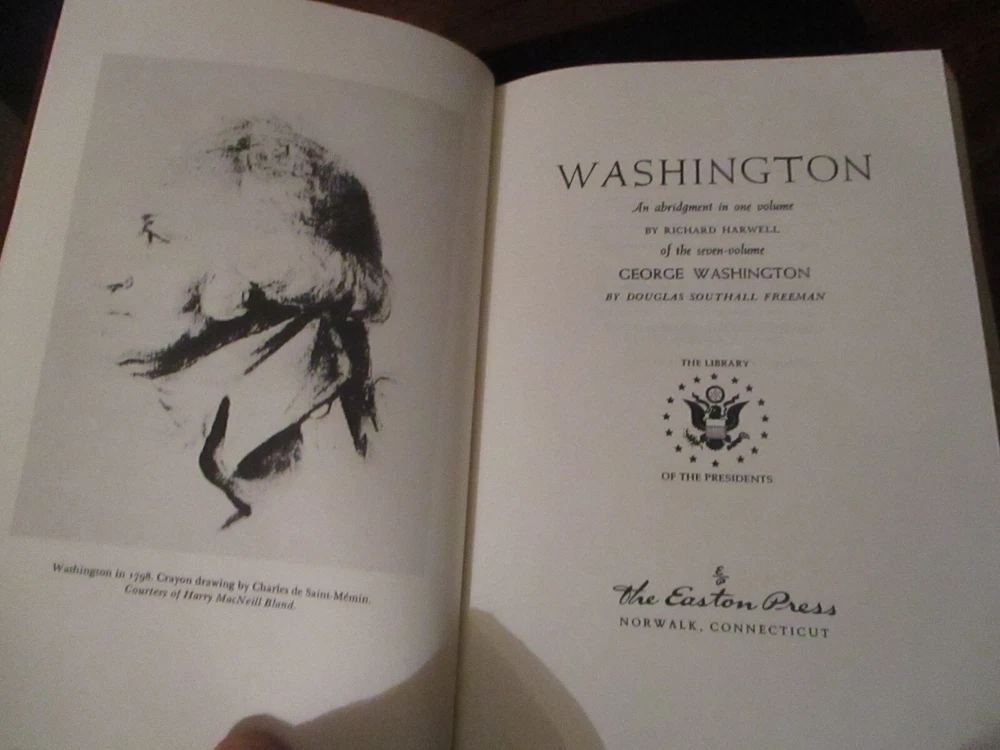 Washington in 1798. Crayon drawing by Charles de Saint-Mémin.
Courtesy of Harry MacNeill Bland.
WASHINGTON
An abridgment in one volume
BY RICHARD HARWELL
of the seven-volume
GEORGE WASHINGTON
BY DOUGLAS SOUTHALL FREEMAN
THE LIBRARY
OF THE PRESIDENTS
The Easton Press
NORWALK, CONNECTICUT